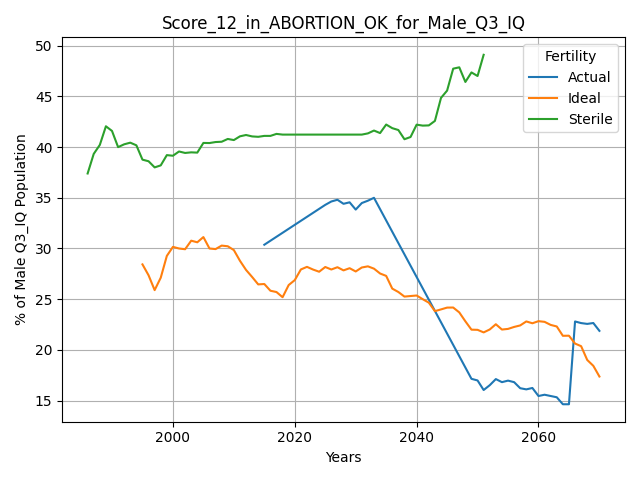 Score_12_in_ABORTION_OK_for_Male_Q3_IQ
% of Male Q3_IQ Population
50
45
40
35
30
25
20
15
Fertility
Actual
Ideal
Sterile
2000 2020 2040 2060
Years